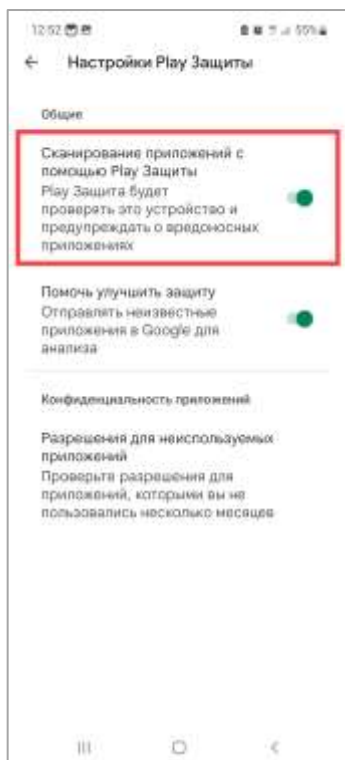 12:52
55%
Настройки Play Защиты
Общие
Сканирование приложений с
помощью Play Защиты
Play Защита будет
проверять это устройство и
предупреждать о вредоносных
приложениях
Помочь улучшить защиту
Отправлять неизвестные
приложения в Google для
анализа
Конфиденциальность приложений
Разрешения для неиспользуемых
приложений
Проверьте разрешения для
приложений, которыми вы не
пользовались несколько месяцев